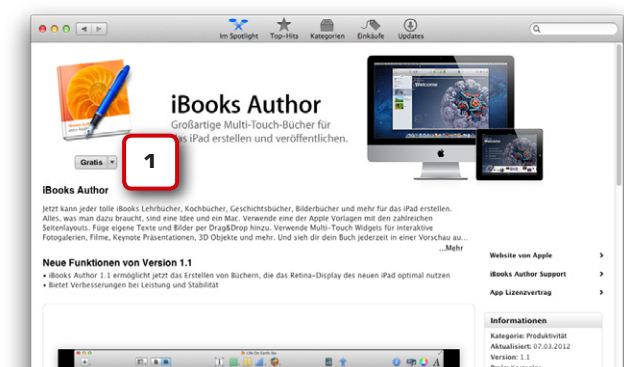 Im Spotlight Top-Hits Kategorien Einkäufe Updates
iBooks Author
Großartige Multi-Touch-Bücher für
das iPad erstellen und veröffentlichen.
Welcome
Gratis
1
iBooks Author
Jetzt kann jeder tolle iBooks Lehrbücher, Kochbücher, Geschichtsbücher, Bilderbücher und mehr für das iPad erstellen.
Alles, was man dazu braucht, sind eine Idee und ein Mac. Verwende eine der Apple Vorlagen mit den zahlreichen
Seitenlayouts. Füge eigene Texte und Bilder per Drag&Drop hinzu. Verwende Multi-Touch Widgets für interaktive
Fotogalerien, Filme, Keynote Präsentationen, 3D Objekte und mehr. Und sieh dir dein Buch jederzeit in einer Vorschau au...
...Mehr
Neue Funktionen von Version 1.1
• iBooks Author 1.1 ermöglicht jetzt das Erstellen von Büchern, die das Retina-Display des neuen iPad optimal nutzen
• Bietet Verbesserungen bei Leistung und Stabilität
Website von Apple
iBooks Author Support
App Lizenzvertrag
Informationen
Kategorie: Produktivität
Aktualisiert: 07.03.2012
Version: 1.1
Life On Earth